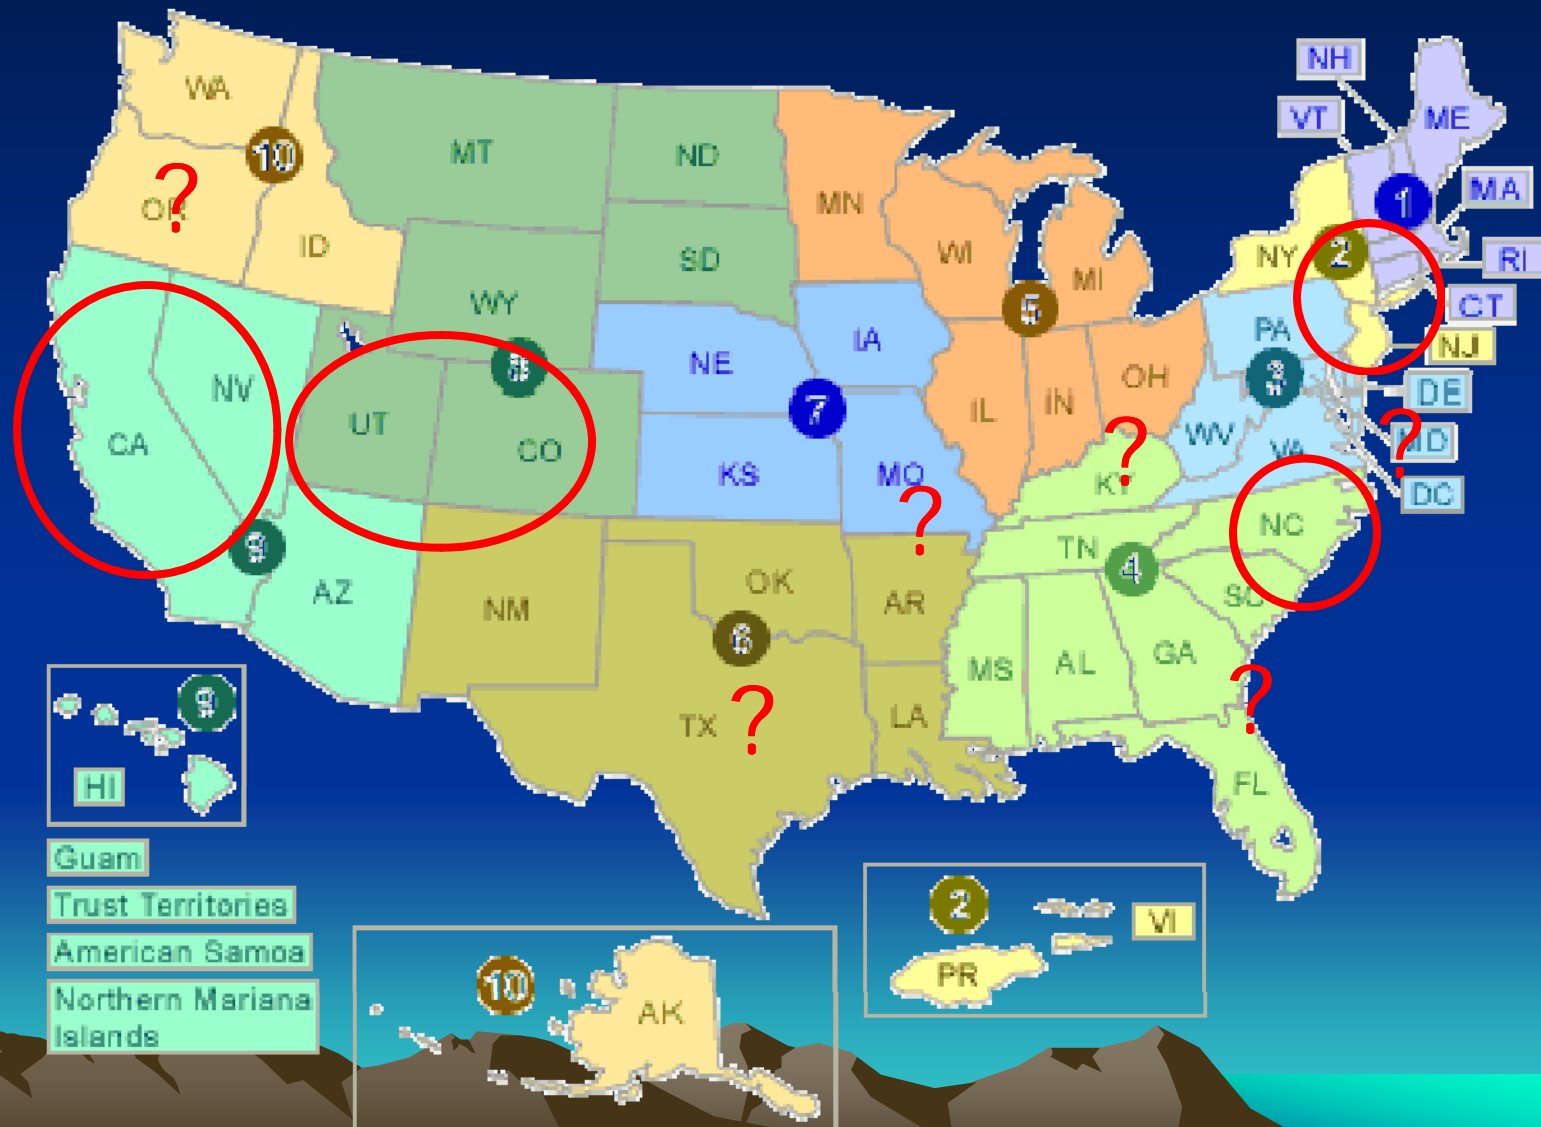 NH
ME
VT
WA
10
MT
ND
MN
MA
1
?
OR
ID
SD
WI
MI
NY
2
RI
WY
5
CT
NE
IA
PA
NJ
8
NV
UT
CO
7
IL
IN
OH
3
DE
CA
KS
MO
KY
?
WV
VA
MD
?
DC
?
TN
NC
9
AZ
NM
OK
AR
4
SC
6
MS
AL
GA
?
TX
?
LA
FL
9
HI
Guam
Trust Territories
American Samoa
Northern Mariana
Islands
10
AK
2
VI
PR